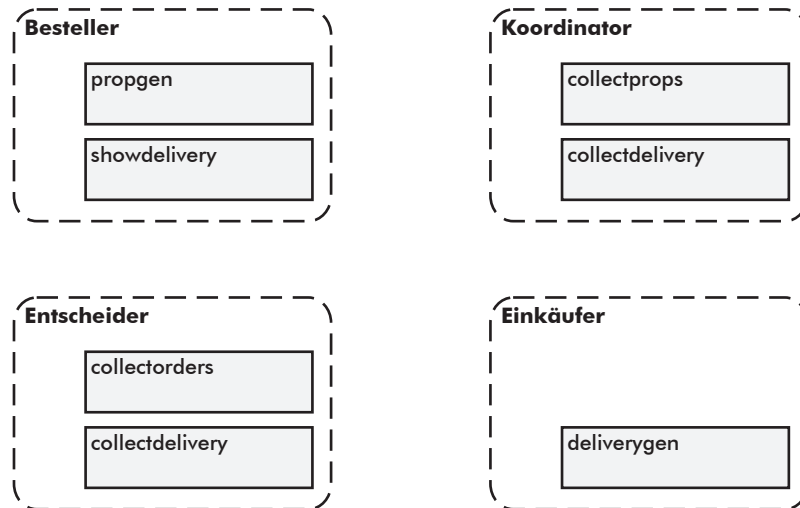 Besteller
propgen
showdelivery
Koordinator
collectprops
collectdelivery
Entscheider
collectorders
collectdelivery
Einkäufer
deliverygen